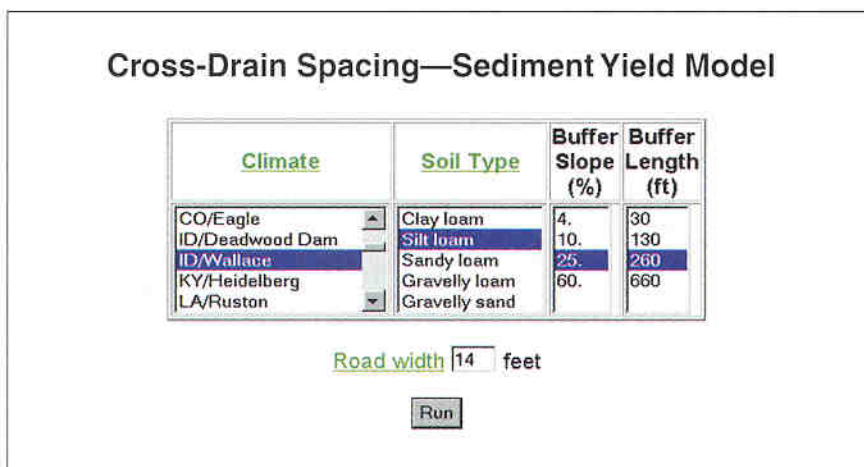 Cross-Drain Spacing—Sediment Yield Model
Climate
Soil Type
Buffer Slope (%)
Buffer Length (ft)
CO/Eagle
ID/Deadwood Dam
ID/Wallace
KY/Heidelberg
LA/Ruston
Clay loam
Silt loam
Sandy loam
Gravelly loam
Gravelly sand
4.
10.
25.
60.
30
130
260
660
Road width 14 feet
Run